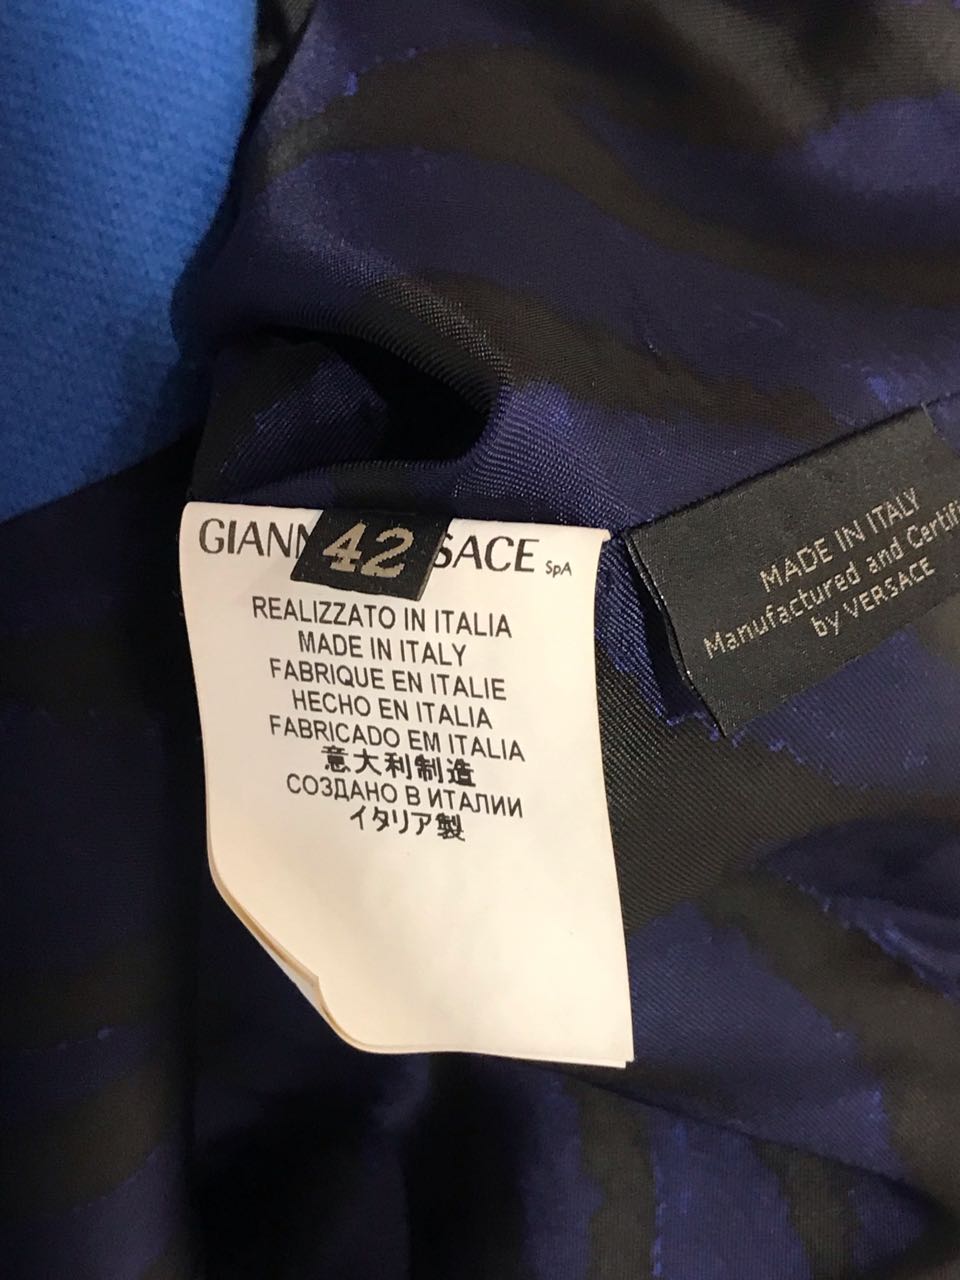 GIANN 42 SACE SpA
REALIZZATO IN ITALIA
MADE IN ITALY
FABRIQUE EN ITALIE
HECHO EN ITALIA
FABRICADO EM ITALIA
意大利制造
СОЗДАНО В ИТАЛИИ
イタリア製
MADE IN ITALY
Manufactured and Certifi
by VERSACE